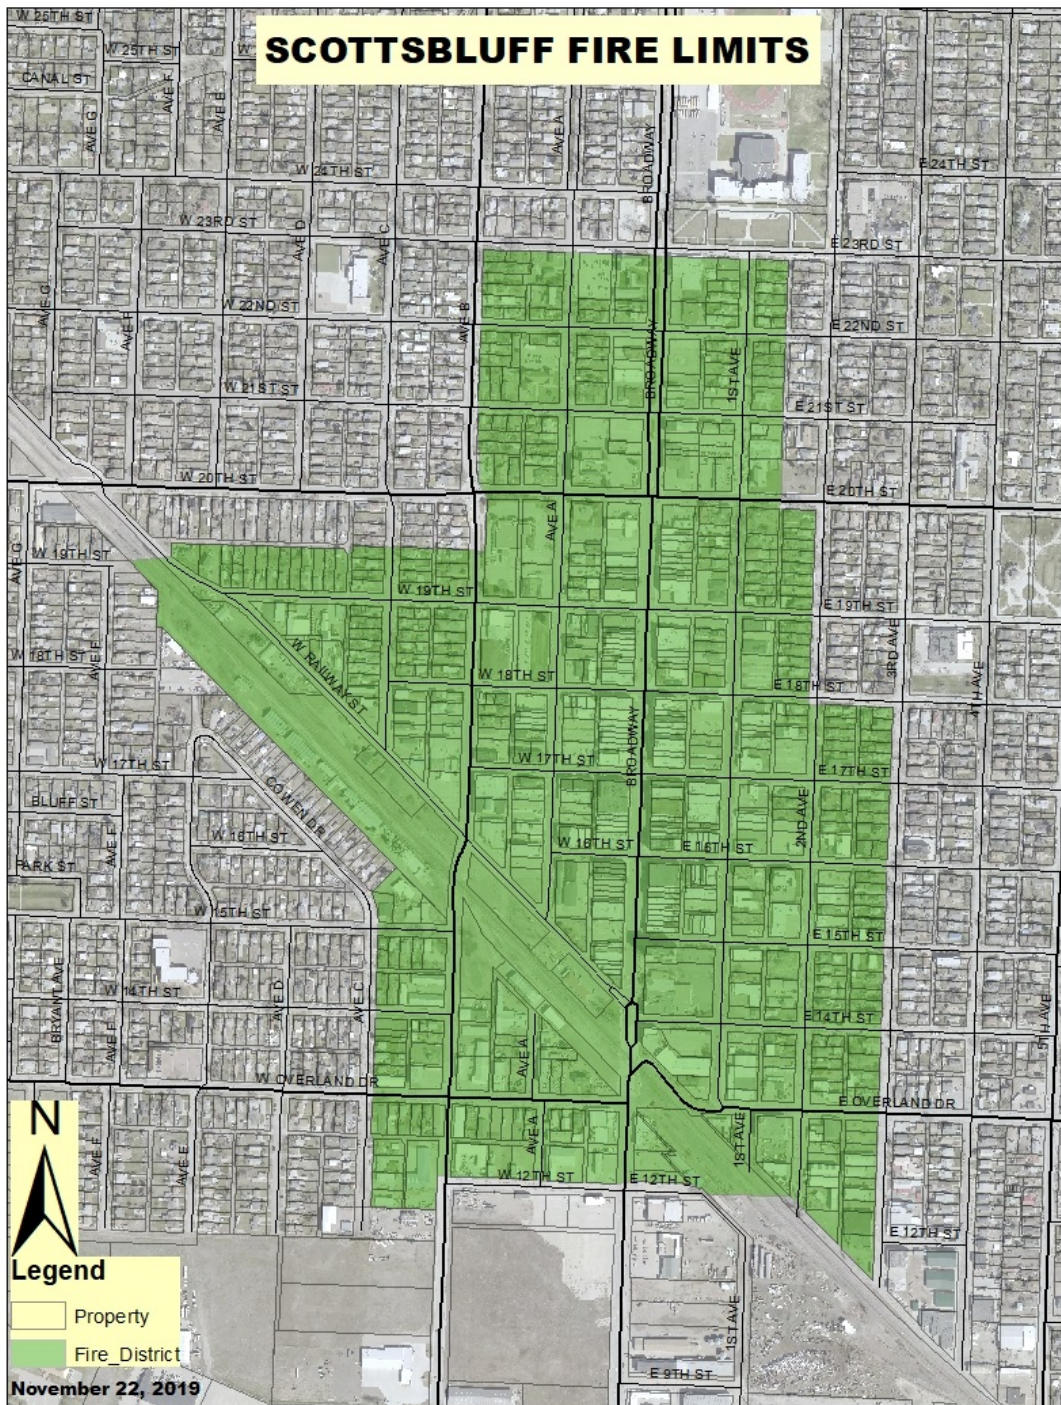 SCOTTSBLUFF FIRE LIMITS
W 25TH ST
W 25TH ST
W
CANAL ST
AVE G
AVE F
AVE E
AVE A
BROADWAY
W 24TH ST
E 24TH ST
W 23RD ST
AVE D
AVE C
E 23RD ST
AVE G
AVE F
W 22ND ST
AVE B
BROADWAY
1ST AVE
E 22ND ST
W 21ST ST
E 21ST ST
W 20TH ST
AVE A
E 20TH ST
AVE G
W 19TH ST
W 19TH ST
E 19TH ST
W 18TH ST
AVE F
W RAILWAY ST
W 18TH ST
E 18TH ST
3RD AVE
4TH AVE
W 17TH ST
W 17TH ST
BROADWAY
E 17TH ST
BLUFF ST
COWEN DR
2ND AVE
AVE F
W 16TH ST
W 16TH ST
E 16TH ST
PARK ST
W 15TH ST
E 15TH ST
BRYANT AVE
W 14TH ST
AVE F
AVE D
AVE C
AVE A
E 14TH ST
5TH AVE
W OVERLAND DR
E OVERLAND DR
N
AVE F
AVE E
AVE A
1ST AVE
W 12TH ST
E 12TH ST
E 12TH ST
Legend
Property
Fire_District
1ST AVE
E 9TH ST
November 22, 2019